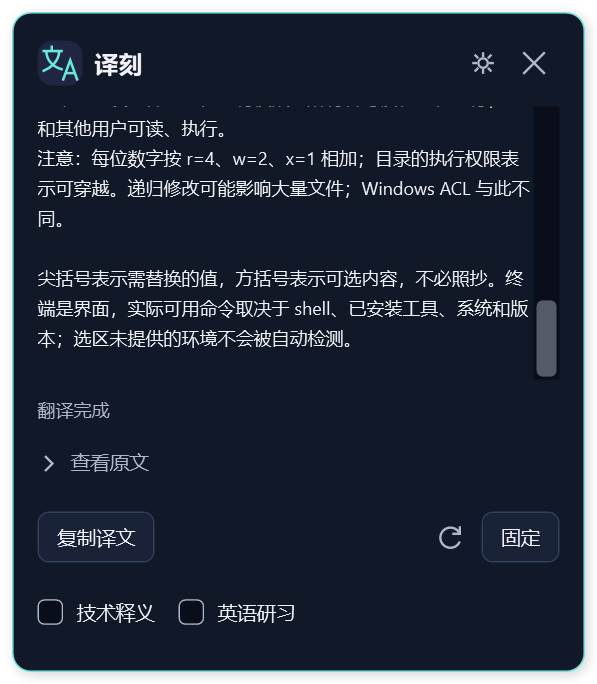 译刻
和其他用户可读、执行。
注意：每位数字按 r=4、w=2、x=1 相加；目录的执行权限表
示可穿越。递归修改可能影响大量文件；Windows ACL 与此不
同。
尖括号表示需替换的值，方括号表示可选内容，不必照抄。终
端是界面，实际可用命令取决于 shell、已安装工具、系统和版
本；选区未提供的环境不会被自动检测。
翻译完成
查看原文
复制译文
固定
技术释义
英语研习